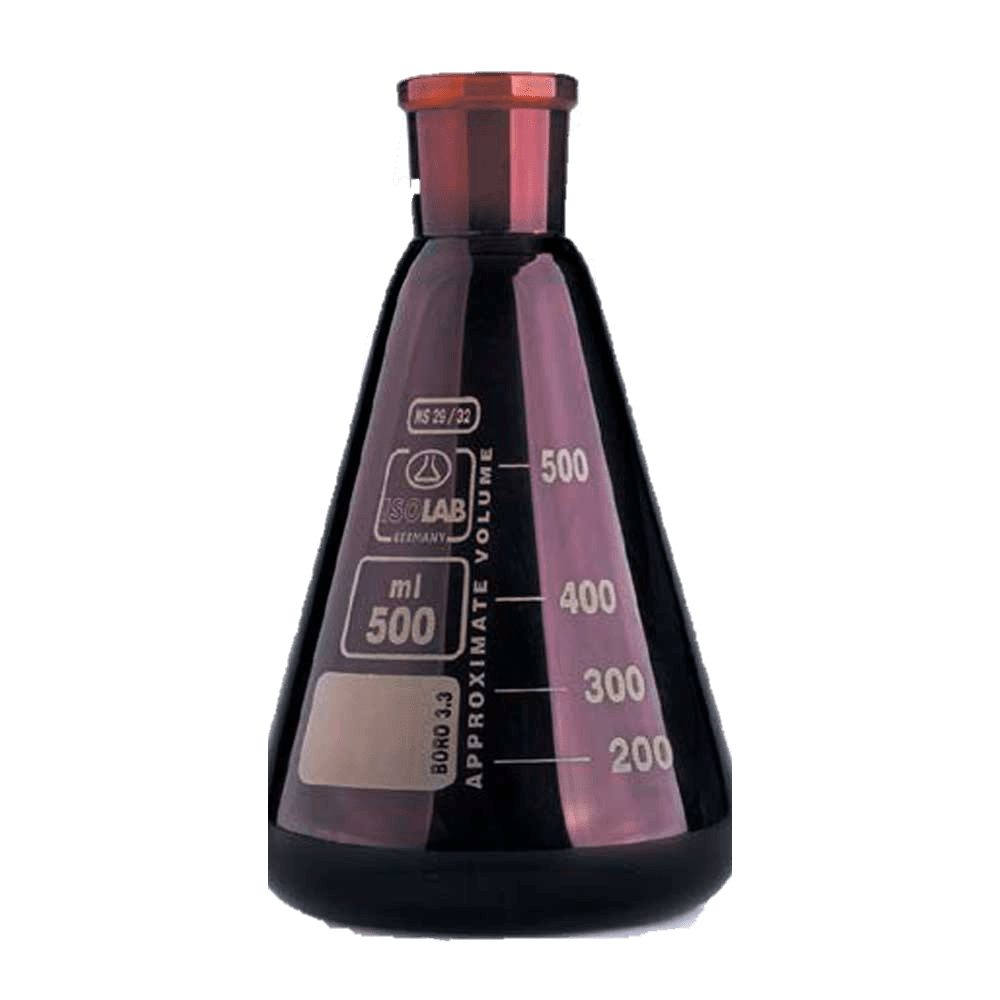 NS 29/32
ISOLAB
GERMANY
ml
500
BORO 3.3
APPROXIMATE VOLUME
500
400
300
200